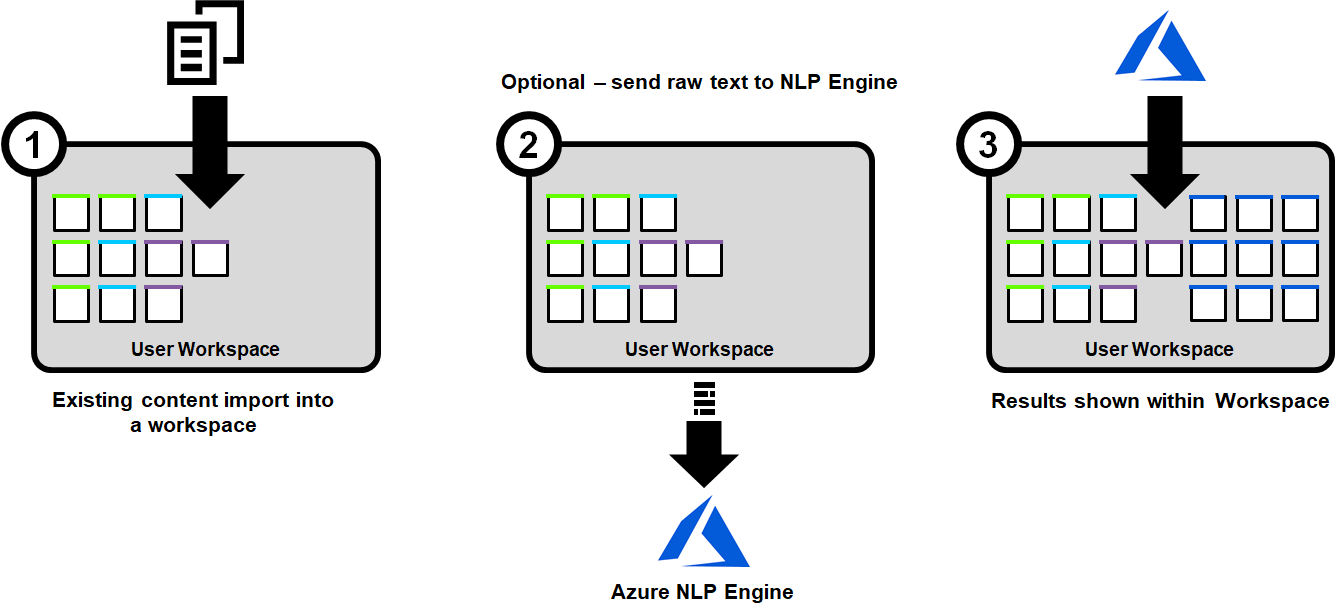 Optional – send raw text to NLP Engine
1
2
3
User Workspace
User Workspace
User Workspace
Existing content import into
a workspace
Results shown within Workspace
Azure NLP Engine